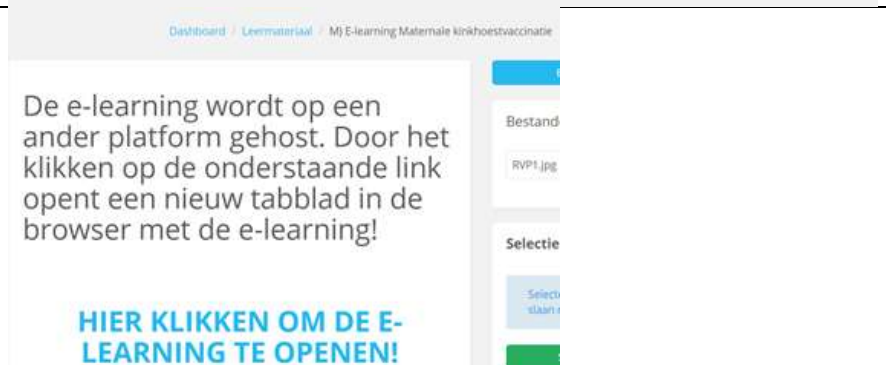 Dashboard / Leermateriaal / M) E-learning Maternale kinkhoestvaccinatie
De e-learning wordt op een
ander platform gehost. Door het
klikken op de onderstaande link
opent een nieuw tabblad in de
browser met de e-learning!
HIER KLIKKEN OM DE E-
LEARNING TE OPENEN!
Bestand
RVP1.jpg
Selectie
slaan